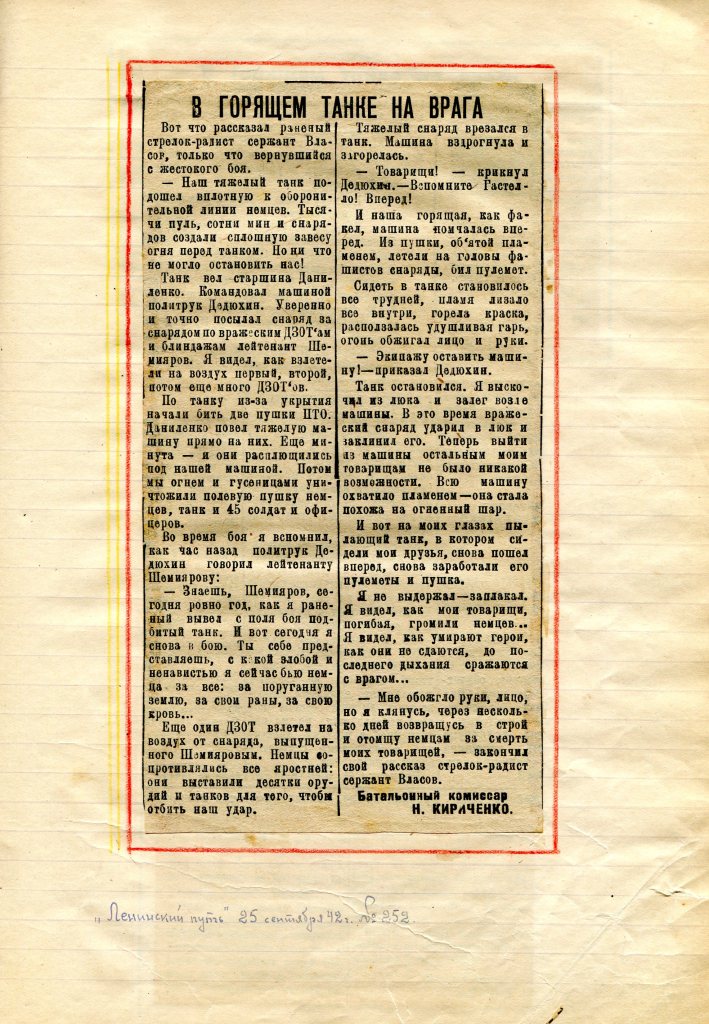 В ГОРЯЩЕМ ТАНКЕ НА ВРАГА
Вот что рассказал раненый
стрелок-радист сержант Вла-
сов, только что вернувшийся
с жестокого боя.
— Наш тяжелый танк по-
дошел вплотную к оборони-
тельной линии немцев. Тыся-
чи пуль, сотни мин и снаря-
дов создали сплошную завесу
огня перед танком. Но ни что
не могло остановить нас!
Танк вел старшина Дани-
ленко. Командовал машиной
политрук Дедюхин. Уверенно
и точно посылал снаряд за
снарядом по вражеским ДЗОТ'ам
и блиндажам лейтенант Ше-
мияров. Я видел, как взлете-
ли на воздух первый, второй,
потом еще много ДЗОТ'ов.
По танку из-за укрытия
начали бить две пушки ПТО.
Даниленко повел тяжелую ма-
шину прямо на них. Еще ми-
нута — и они расплющились
под нашей машиной. Потом
мы огнем и гусеницами уни-
чтожили полевую пушку нем-
цев, танк и 45 солдат и офи-
церов.
Во время боя я вспомнил,
как час назад политрук Де-
дюхин говорил лейтенанту
Шемиярову:
— Знаешь, Шемияров, се-
годня ровно год, как я ране-
ный вывел с поля боя под-
битый танк. И вот сегодня я
снова в бою. Ты себе пред-
ставляешь, с какой злобой и
ненавистью я сейчас бью нем-
ца за все: за поруганную
землю, за свои раны, за свою
кровь...
Еще один ДЗОТ взлетел на
воздух от снаряда, выпущен-
ного Шемияровым. Немцы со-
противлялись все яростней:
они выставили десятки ору-
дий и танков для того, чтобы
отбить наш удар.
Тяжелый снаряд врезался в
танк. Машина вздрогнула и
загорелась.
— Товарищи! — крикнул
Дедюхин.—Вспомните Гастел-
ло! Вперед!
И наша горящая, как фа-
кел, машина помчалась впе-
ред. Из пушки, об'ятой пла-
менем, летели на головы фа-
шистов снаряды, бил пулемет.
Сидеть в танке становилось
все трудней, пламя лизало
все внутри, горела краска,
расползалась удушливая гарь,
огонь обжигал лицо и руки.
— Экипажу оставить маши-
ну!—приказал Дедюхин.
Танк остановился. Я выско-
чил из люка и залег возле
машины. В это время враже-
ский снаряд ударил в люк и
заклинил его. Теперь выйти
из машины остальным моим
товарищам не было никакой
возможности. Всю машину
охватило пламенем—она стала
похожа на огненный шар.
И вот на моих глазах пы-
лающий танк, в котором си-
дели мои друзья, снова пошел
вперед, снова заработали его
пулеметы и пушка.
Я не выдержал—заплакал.
Я видел, как мои товарищи,
погибая, громили немцев...
Я видел, как умирают герои,
как они не сдаются, до по-
следнего дыхания сражаются
с врагом...
— Мне обожгло руки, лицо,
но я клянусь, через несколь-
ко дней возвращусь в строй
и отомщу немцам за смерть
моих товарищей, — закончил
свой рассказ стрелок-радист
сержант Власов.
Батальонный комиссар
Н. КИРИЧЕНКО.
„Ленинский путь" 25 сентября 42 г. № 252.